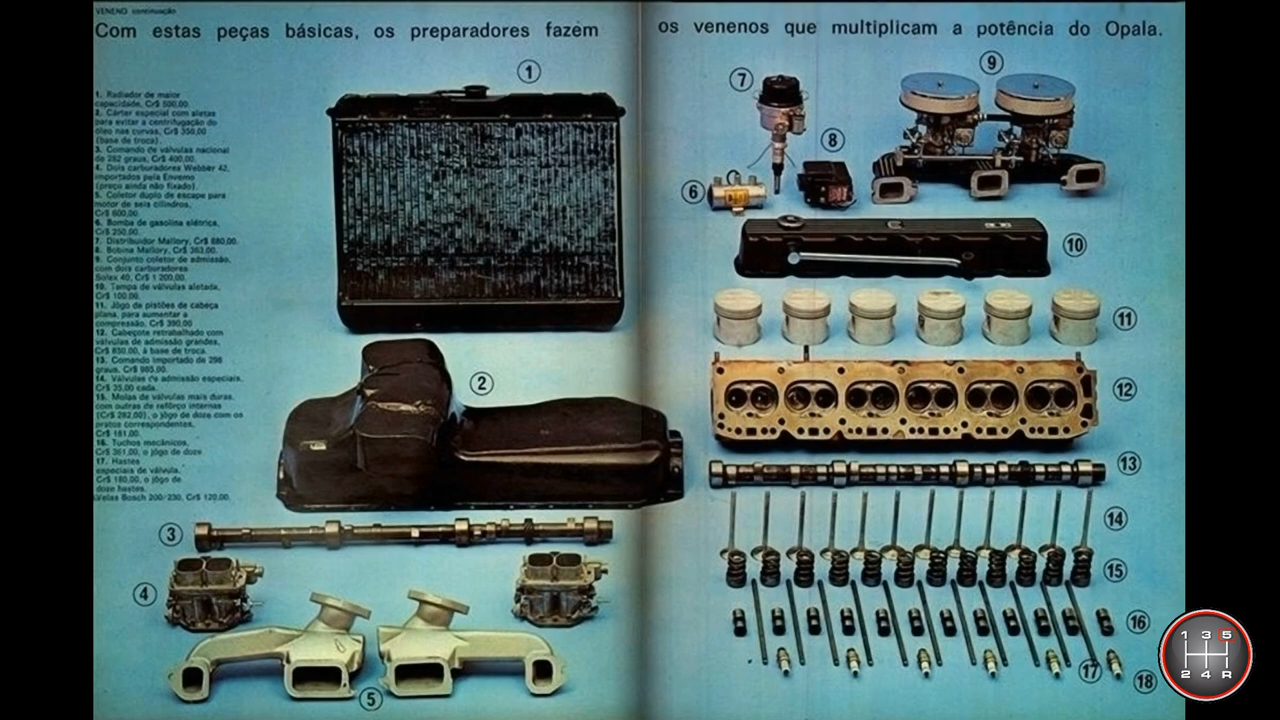 VENENO continuação
Com estas peças básicas, os preparadores fazem os venenos que multiplicam a potência do Opala.
1. Radiador de maior
capacidade, Cr$ 500,00.
2. Cárter especial com aletas
para evitar a centrifugação do
óleo nas curvas, Cr$ 350,00
(base de troca).
3. Comando de válvulas nacional
de 282 graus, Cr$ 400,00.
4. Dois carburadores Webber 42,
importados pela Envemo
(preço ainda não fixado).
5. Coletor duplo de escape para
motor de seis cilindros,
Cr$ 600,00
6. Bomba de gasolina elétrica,
Cr$ 250,00.
7. Distribuidor Mallory, Cr$ 880,00.
8. Bobina Mallory, Cr$ 363,00.
9. Conjunto coletor de admissão,
com dois carburadores
Solex 40, Cr$ 1 200,00.
10. Tampa de válvulas aletada,
Cr$ 100,00.
11. Jôgo de pistões de cabeça
plana, para aumentar a
compressão, Cr$ 390,00
12. Cabeçote retrabalhado com
válvulas de admissão grandes,
Cr$ 850,00, à base de troca.
13. Comando importado de 298
graus, Cr$ 985,00.
14. Válvulas de admissão especiais,
Cr$ 35,00 cada.
15. Molas de válvulas mais duras,
com outras de refôrço internas
(Cr$ 282,00), o jôgo de doze com os
pratos correspondentes,
Cr$ 181,00.
16. Tuchos mecânicos,
Cr$ 361,00, o jôgo de doze
17. Hastes
especiais de válvula,
Cr$ 180,00, o jôgo de
doze hastes.
Velas Bosch 200/230, Cr$ 120,00.
1
2
3
4
5
6
7
8
9
10
11
12
13
14
15
16
17
18
1 3 5
2 4 R